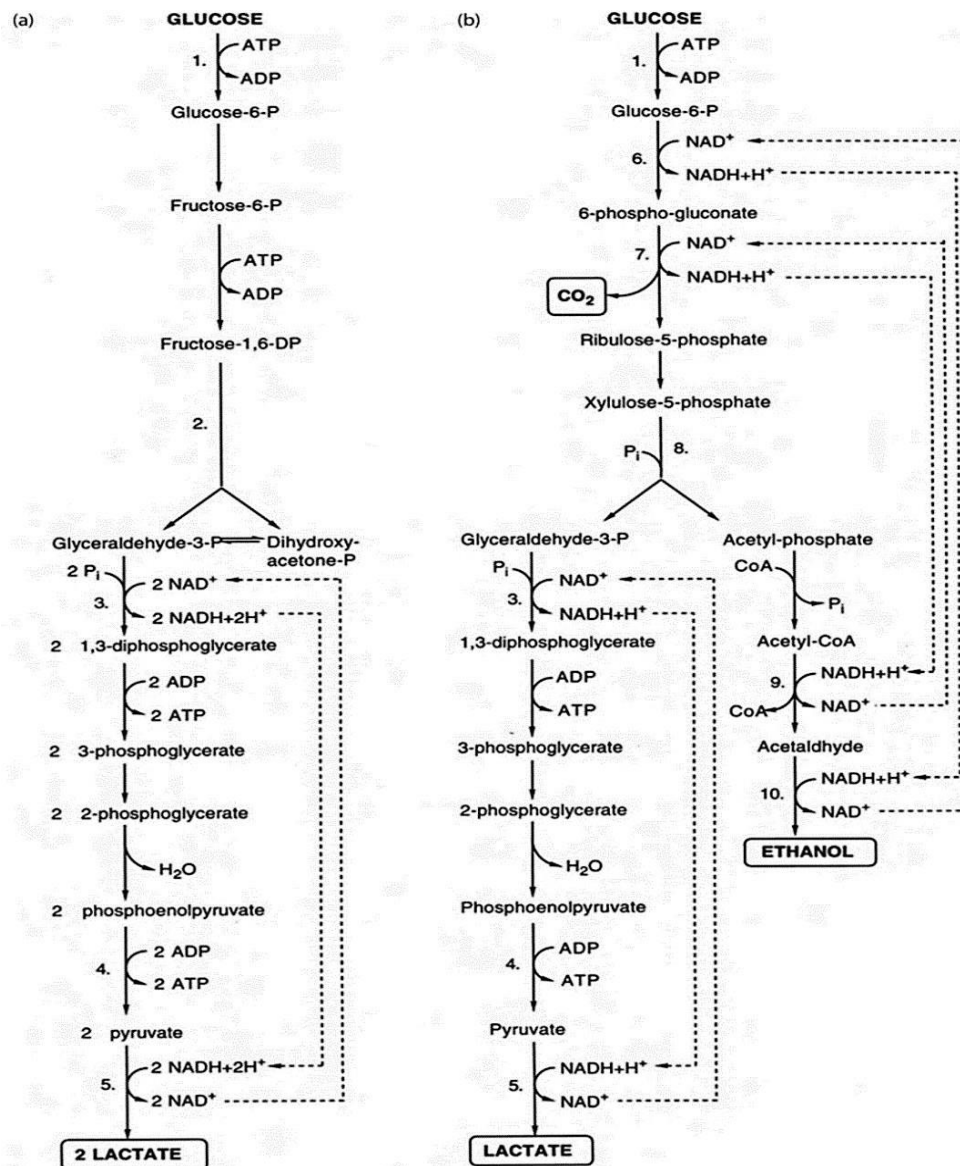 (a)
GLUCOSE
1.
ATP
ADP
Glucose-6-P
Fructose-6-P
ATP
ADP
Fructose-1,6-DP
2.
Glyceraldehyde-3-P
Dihydroxy-
acetone-P
2 Pi
3.
2 NAD+
2 NADH+2H+
2 1,3-diphosphoglycerate
2 ADP
2 ATP
2 3-phosphoglycerate
2 2-phosphoglycerate
H2O
2 phosphoenolpyruvate
4.
2 ADP
2 ATP
2 pyruvate
5.
2 NADH+2H+
2 NAD+
2 LACTATE
(b)
GLUCOSE
1.
ATP
ADP
Glucose-6-P
6.
NAD+
NADH+H+
6-phospho-gluconate
7.
NAD+
NADH+H+
CO2
Ribulose-5-phosphate
Xylulose-5-phosphate
Pi
8.
Glyceraldehyde-3-P
Pi
3.
NAD+
NADH+H+
1,3-diphosphoglycerate
ADP
ATP
3-phosphoglycerate
2-phosphoglycerate
H2O
Phosphoenolpyruvate
4.
ADP
ATP
Pyruvate
5.
NADH+H+
NAD+
LACTATE
Acetyl-phosphate
CoA
Pi
Acetyl-CoA
9.
NADH+H+
CoA
NAD+
Acetaldhyde
10.
NADH+H+
NAD+
ETHANOL